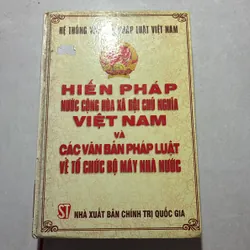 HỆ THỐNG VĂN PHÁP LUẬT VIỆT NAM
HIẾN PHÁP
NƯỚC CỘNG HÒA XÃ HỘI CHỦ NGHĨA
VIỆT NAM
VÀ
CÁC VĂN BẢN PHÁP LUẬT
VỀ TỔ CHỨC BỘ MÁY NHÀ NƯỚC
ST NHÀ XUẤT BẢN CHÍNH TRỊ QUỐC GIA